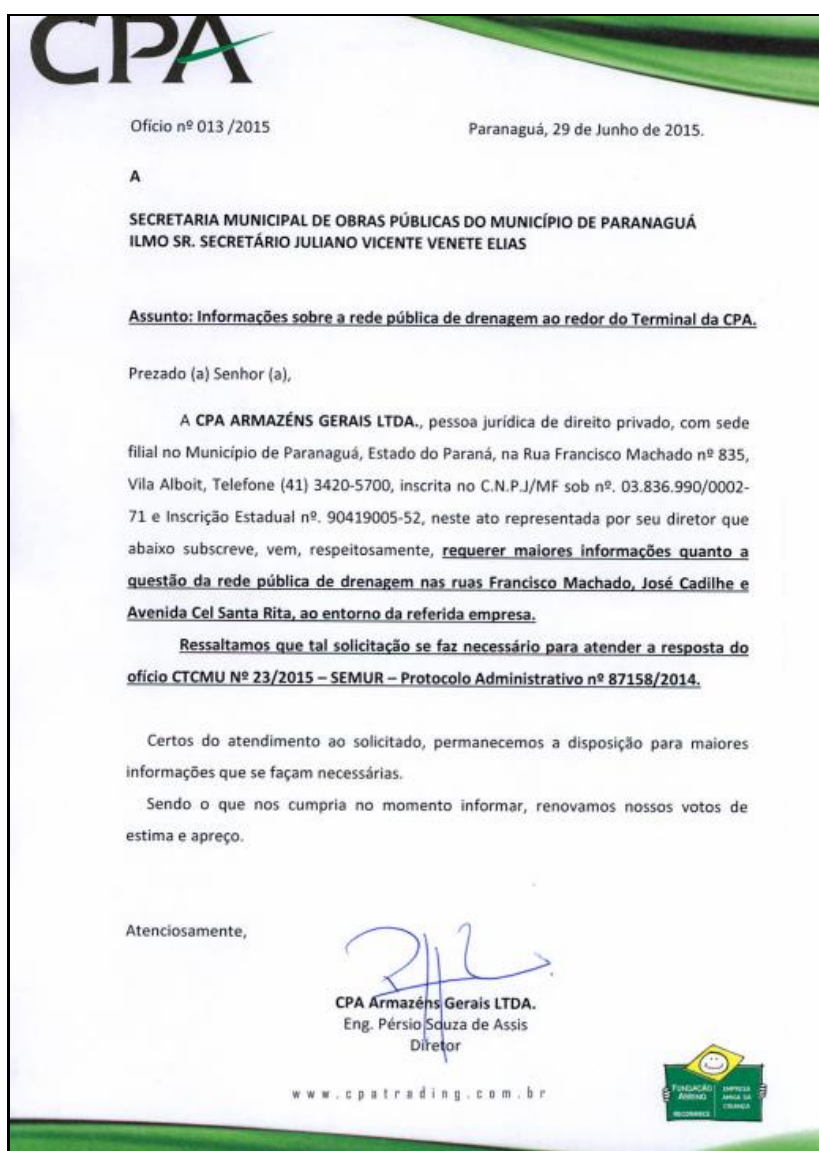 CPA
Ofício nº 013 /2015 Paranaguá, 29 de Junho de 2015.
A
SECRETARIA MUNICIPAL DE OBRAS PÚBLICAS DO MUNICÍPIO DE PARANAGUÁ
ILMO SR. SECRETÁRIO JULIANO VICENTE VENETE ELIAS
Assunto: Informações sobre a rede pública de drenagem ao redor do Terminal da CPA.
Prezado (a) Senhor (a),
A CPA ARMAZÉNS GERAIS LTDA., pessoa jurídica de direito privado, com sede
filial no Município de Paranaguá, Estado do Paraná, na Rua Francisco Machado nº 835,
Vila Alboit, Telefone (41) 3420-5700, inscrita no C.N.P.J/MF sob nº. 03.836.990/0002-
71 e Inscrição Estadual nº. 90419005-52, neste ato representada por seu diretor que
abaixo subscreve, vem, respeitosamente, requerer maiores informações quanto a
questão da rede pública de drenagem nas ruas Francisco Machado, José Cadilhe e
Avenida Cel Santa Rita, ao entorno da referida empresa.
Ressaltamos que tal solicitação se faz necessário para atender a resposta do
ofício CTCMU Nº 23/2015 – SEMUR – Protocolo Administrativo nº 87158/2014.
Certos do atendimento ao solicitado, permanecemos a disposição para maiores
informações que se façam necessárias.
Sendo o que nos cumpria no momento informar, renovamos nossos votos de
estima e apreço.
Atenciosamente,
CPA Armazéns Gerais LTDA.
Eng. Pérsio Souza de Assis
Diretor
www.cpatrading.com.br
FUNDAÇÃO
ABRINQ
RECONHECE
EMPRESA
AMIGA DA
CRIANÇA